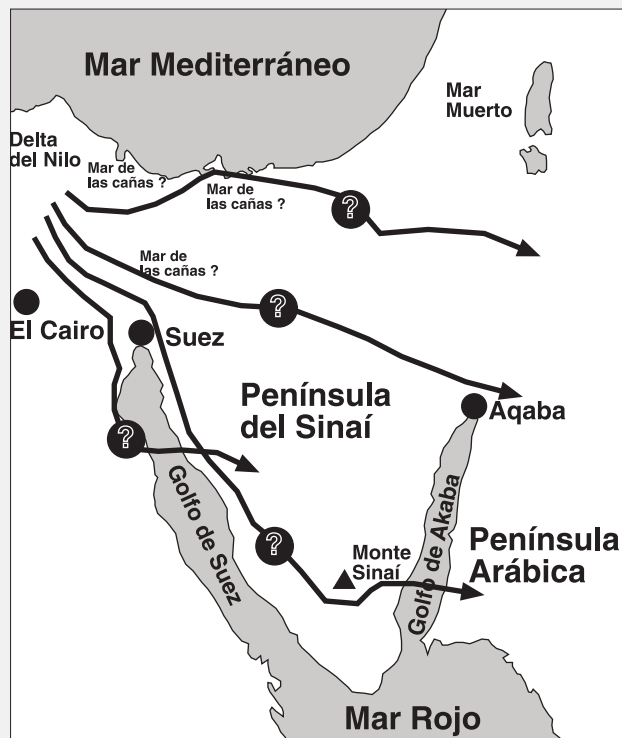 Mar Mediterráneo
Mar
Muerto
Delta
del Nilo
Mar de
las cañas ?
Mar de
las cañas ?
?
Mar de
las cañas ?
?
El Cairo
Suez
Península
del Sinaí
Aqaba
?
Golfo de Suez
Golfo de Akaba
?
Monte
Sinaí
Península
Arábica
Mar Rojo